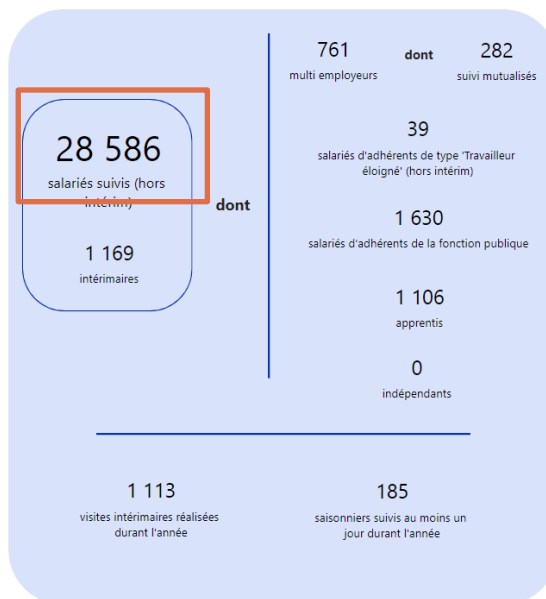 28 586
salariés suivis (hors
intérim)
1 169
intérimaires
dont
761
multi employeurs
dont
282
suivi mutualisés
39
salariés d'adhérents de type 'Travailleur
éloigné' (hors intérim)
1 630
salariés d'adhérents de la fonction publique
1 106
apprentis
0
indépendants
1 113
visites intérimaires réalisées
durant l'année
185
saisonniers suivis au moins un
jour durant l'année